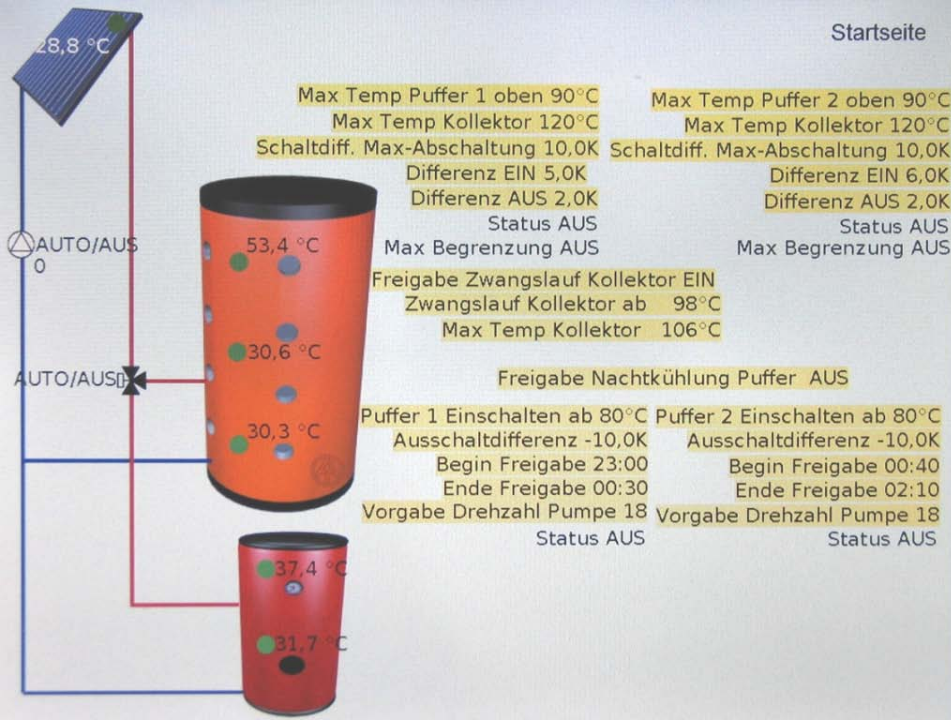 Startseite
28,8 °C
Max Temp Puffer 1 oben 90°C
Max Temp Kollektor 120°C
Schaltdiff. Max-Abschaltung 10,0K
Differenz EIN 5,0K
Differenz AUS 2,0K
Status AUS
Max Begrenzung AUS
Max Temp Puffer 2 oben 90°C
Max Temp Kollektor 120°C
Schaltdiff. Max-Abschaltung 10,0K
Differenz EIN 6,0K
Differenz AUS 2,0K
Status AUS
Max Begrenzung AUS
AUTO/AUS
0
53,4 °C
30,6 °C
30,3 °C
Freigabe Zwangslauf Kollektor EIN
Zwangslauf Kollektor ab 98°C
Max Temp Kollektor 106°C
AUTO/AUS
Freigabe Nachtkühlung Puffer AUS
Puffer 1 Einschalten ab 80°C
Ausschaltdifferenz -10,0K
Begin Freigabe 23:00
Ende Freigabe 00:30
Vorgabe Drehzahl Pumpe 18
Status AUS
Puffer 2 Einschalten ab 80°C
Ausschaltdifferenz -10,0K
Begin Freigabe 00:40
Ende Freigabe 02:10
Vorgabe Drehzahl Pumpe 18
Status AUS
37,4 °C
31,7 °C